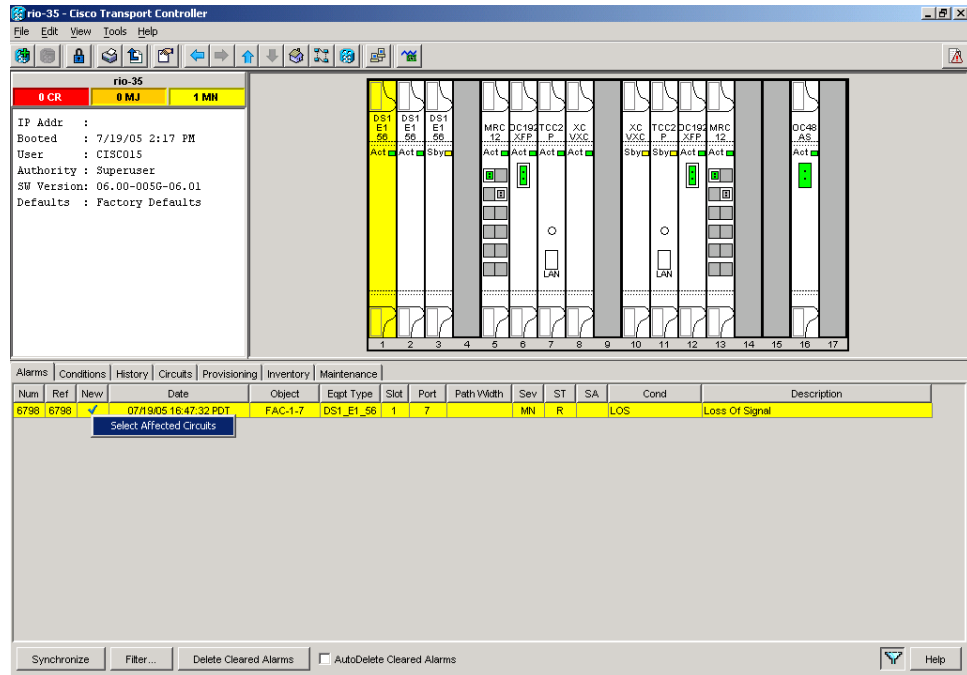 rio-35 - Cisco Transport Controller
File Edit View Tools Help
rio-35
0 CR 0 MJ 1 MN
IP Addr :
Booted : 7/19/05 2:17 PM
User : CISCO15
Authority : Superuser
SW Version: 06.00-005G-06.01
Defaults : Factory Defaults
DS1 E1 56 Act
DS1 E1 56 Act
DS1 E1 56 Sby
MRC 12 Act
OC192 XFP Act
TCC2 P Act
XC VXC Act
XC VXC Sby
TCC2 P Sby
OC192 XFP Act
MRC 12 Act
OC48 AS Act
LAN LAN
1 2 3 4 5 6 7 8 9 10 11 12 13 14 15 16 17
Alarms Conditions History Circuits Provisioning Inventory Maintenance
Num Ref New Date Object Eqpt Type Slot Port Path Width Sev ST SA Cond Description
6798 6798 ✓ 07/19/05 16:47:32 PDT FAC-1-7 DS1_E1_56 1 7 MN R LOS Loss Of Signal
Select Affected Circuits
Synchronize Filter... Delete Cleared Alarms AutoDelete Cleared Alarms Help